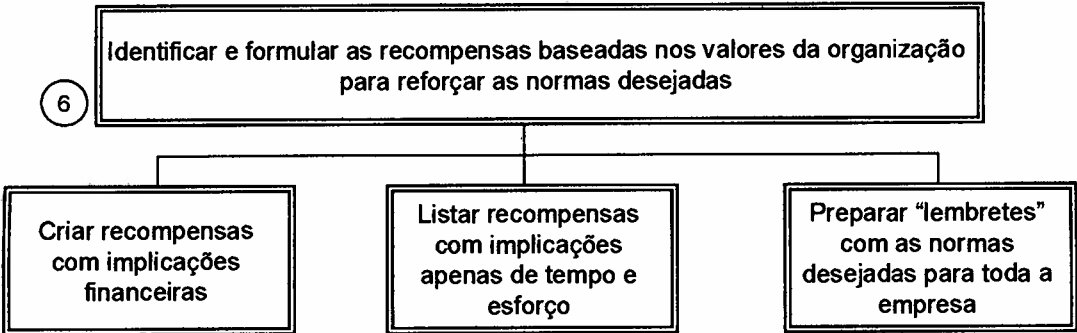 Identificar e formular as recompensas baseadas nos valores da organização
para reforçar as normas desejadas
6
Criar recompensas
com implicações
financeiras
Listar recompensas
com implicações
apenas de tempo e
esforço
Preparar “lembretes”
com as normas
desejadas para toda a
empresa